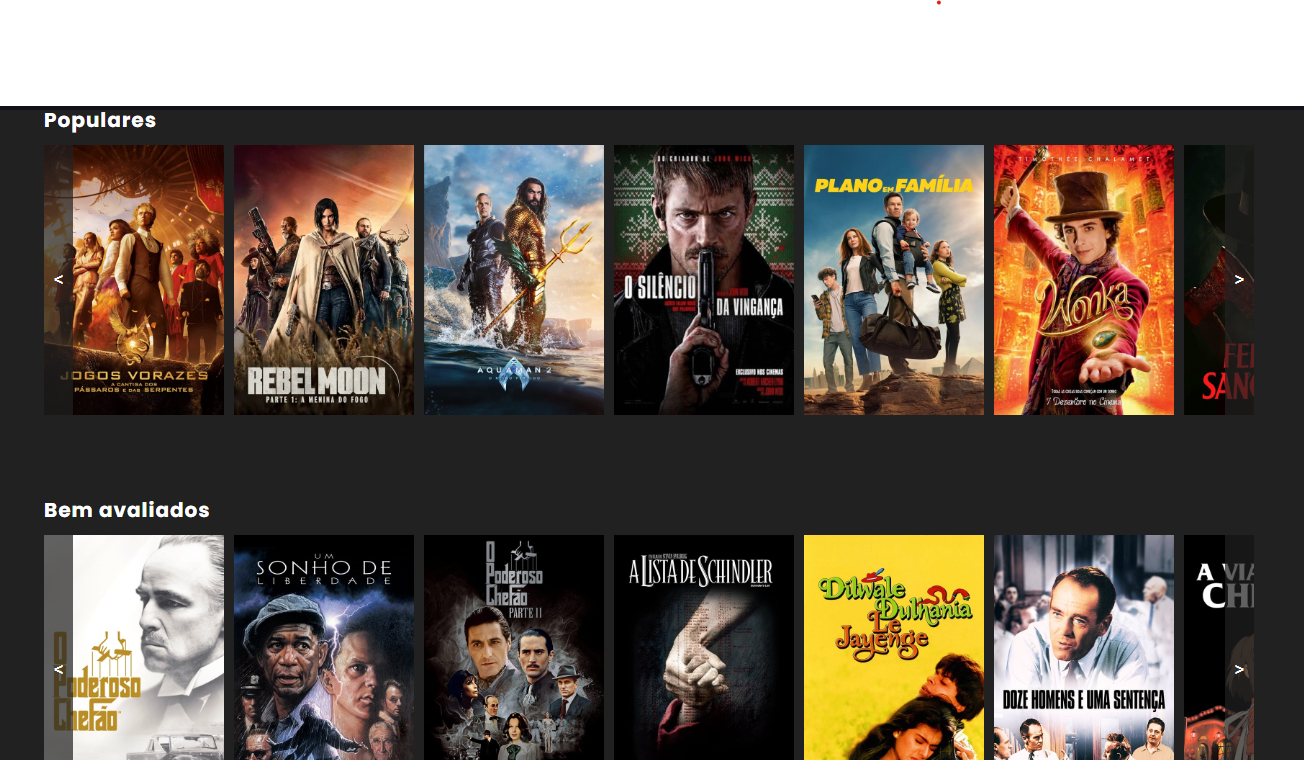 Populares
<
JOGOS VORAZES
A CANTIGA DOS
PÁSSAROS E DAS SERPENTES
REBEL MOON
PARTE 1: A MENINA DO FOGO
AQUAMAN 2
DO CRIADOR DE JOHN WICK
O SILÊNCIO
DA VINGANÇA
EXCLUSIVO NOS CINEMAS
PLANO EM FAMÍLIA
TIMOTHÉE CHALAMET
Wonka
7 Dezembro no Cinema
SANG
>
Bem avaliados
<
O
Poderoso
Chefão
UM
SONHO DE
LIBERDADE
O
Poderoso
Chefão
PARTE II
A LISTA DE SCHINDLER
Dilwale
Dulhania
Le
Jayenge
DOZE HOMENS E UMA SENTENÇA
A VIA
CHI
>